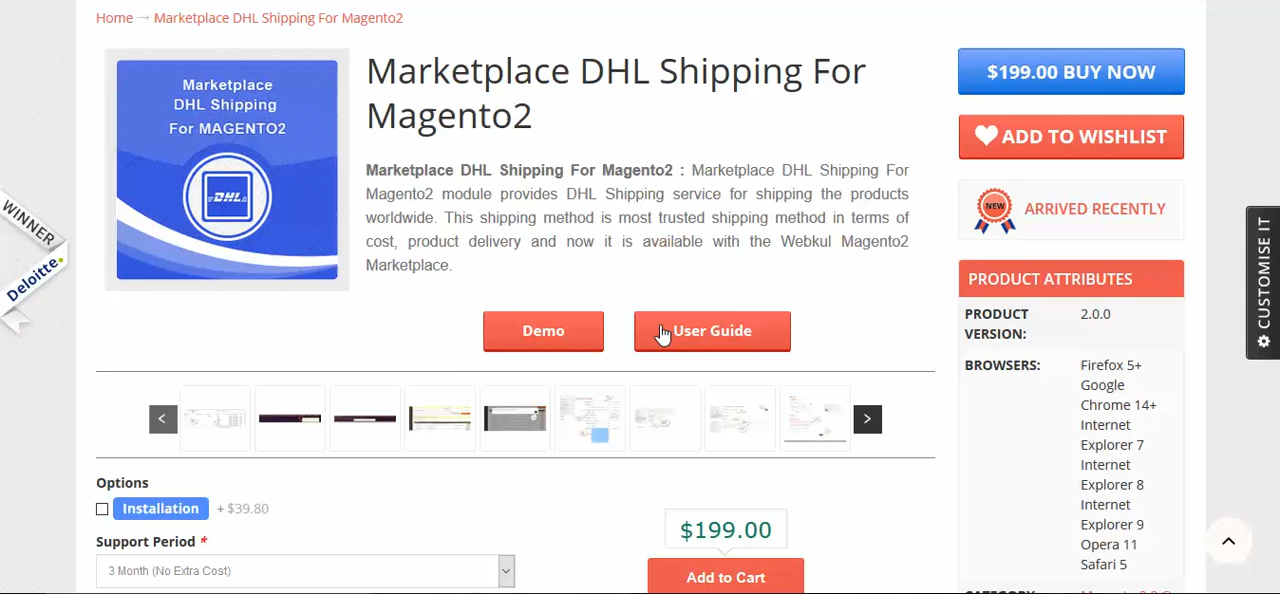 Home → Marketplace DHL Shipping For Magento2
Marketplace
DHL Shipping
For MAGENTO2
DHL
Marketplace DHL Shipping For
Magento2
Marketplace DHL Shipping For Magento2 : Marketplace DHL Shipping For
Magento2 module provides DHL Shipping service for shipping the products
worldwide. This shipping method is most trusted shipping method in terms of
cost, product delivery and now it is available with the Webkul Magento2
Marketplace.
Demo
User Guide
<
>
Options
Installation + $39.80
Support Period *
3 Month (No Extra Cost)
$199.00
Add to Cart
$199.00 BUY NOW
ADD TO WISHLIST
NEW
ARRIVED RECENTLY
PRODUCT ATTRIBUTES
PRODUCT VERSION: 2.0.0
BROWSERS: Firefox 5+
Google
Chrome 14+
Internet
Explorer 7
Internet
Explorer 8
Internet
Explorer 9
Opera 11
Safari 5
WINNER
Deloitte.
CUSTOMISE IT